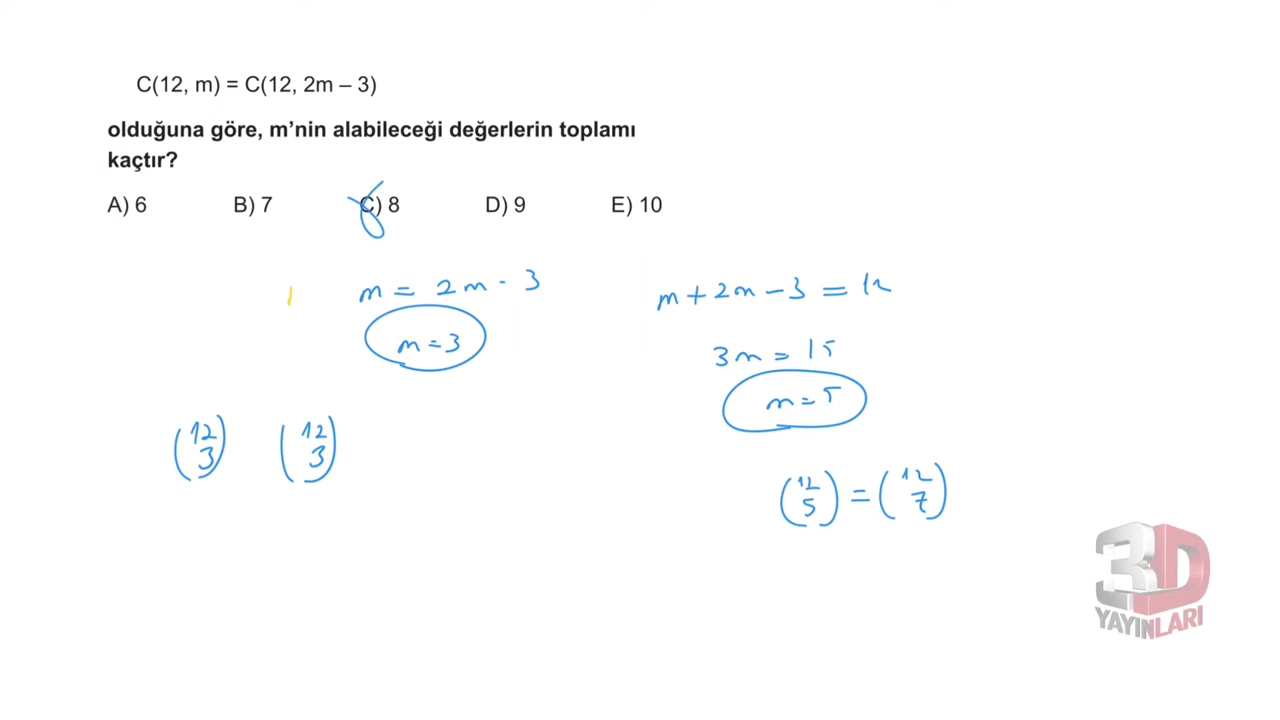 C(12, m) = C(12, 2m – 3)
olduğuna göre, m’nin alabileceği değerlerin toplamı
kaçtır?
A) 6 B) 7 C) 8 D) 9 E) 10
m = 2m - 3
m = 3
m + 2m - 3 = 12
3m = 15
m = 5
(12 3) (12 3)
(12 5) = (12 7)
3D
YAYINLARI